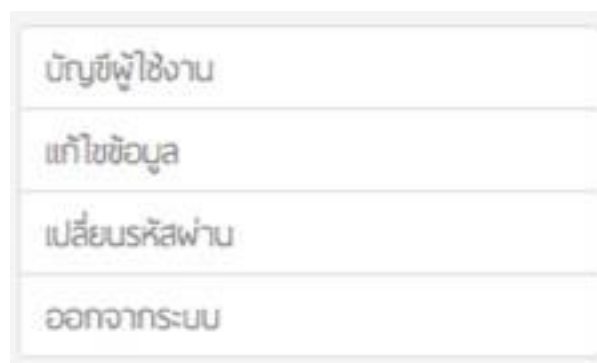 บัญชีผู้ใช้งาน
แก้ไขข้อมูล
เปลี่ยนรหัสผ่าน
ออกจากระบบ